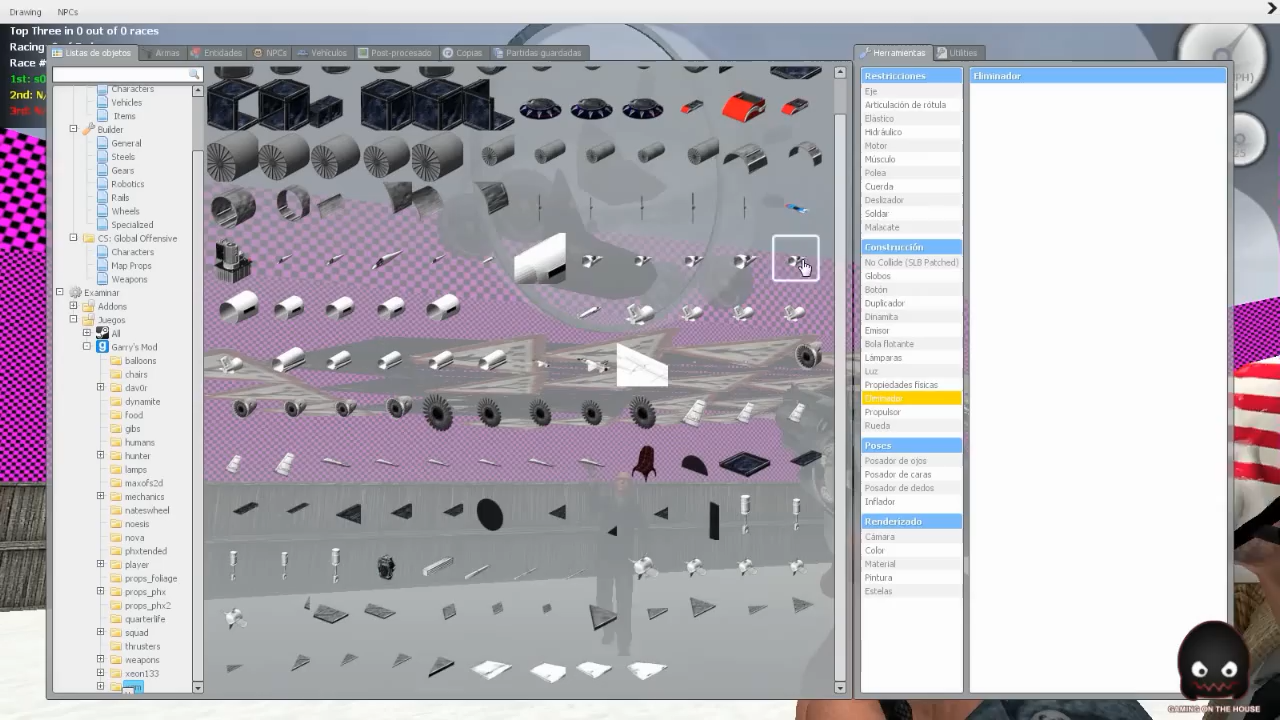 Drawing NPCs
Top Three in 0 out of 0 races
Racing
Race #
1st: s0
2nd: N/
3rd: N/
Listas de objetos Armas Entidades NPCs Vehículos Post-procesado Copias Partidas guardadas
Characters
Vehicles
Items
Builder
General
Steels
Gears
Robotics
Rails
Wheels
Specialized
CS: Global Offensive
Characters
Map Props
Weapons
Examinar
Addons
Juegos
All
Garry's Mod
balloons
chairs
dav0r
dynamite
food
gibs
humans
hunter
lamps
maxofs2d
mechanics
nateswheel
noesis
nova
phxtended
player
props_foliage
props_phx
props_phx2
quarterlife
squad
thrusters
weapons
xeon133
Herramientas Utilities
Restricciones
Eje
Articulación de rótula
Elástico
Hidráulico
Motor
Músculo
Polea
Cuerda
Deslizador
Soldar
Malacate
Construcción
No Collide (SLB Patched)
Globos
Botón
Duplicador
Dinamita
Emisor
Bola flotante
Lámparas
Luz
Propiedades físicas
Eliminador
Propulsor
Rueda
Poses
Posador de ojos
Posador de caras
Posador de dedos
Inflador
Renderizado
Cámara
Color
Material
Pintura
Estelas
Eliminador
PH)
25
GAMING ON THE HOUSE